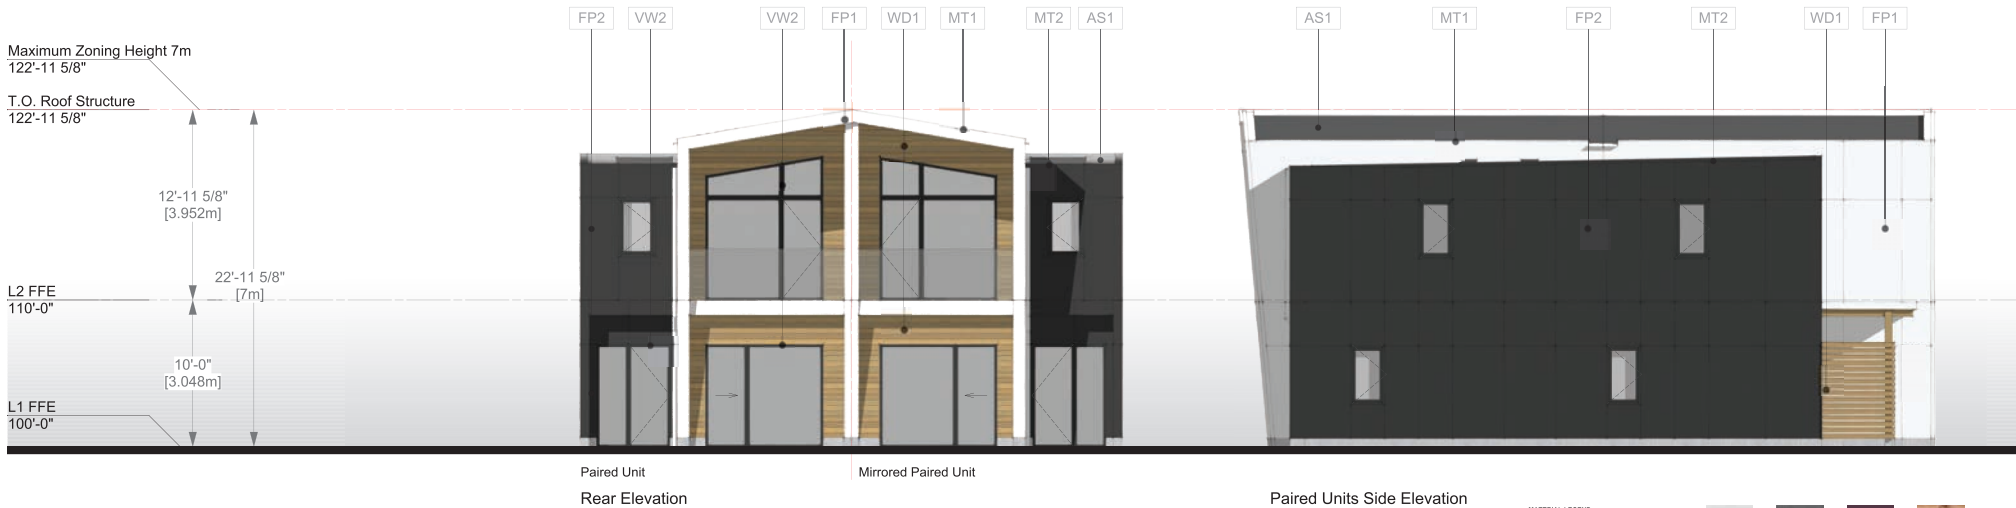 FP2 VW2 VW2 FP1 WD1 MT1 MT2 AS1 AS1 MT1 FP2 MT2 WD1 FP1
Maximum Zoning Height 7m
122'-11 5/8"
T.O. Roof Structure
122'-11 5/8"
12'-11 5/8"
[3.952m]
22'-11 5/8"
[7m]
L2 FFE
110'-0"
10'-0"
[3.048m]
L1 FFE
100'-0"
Paired Unit
Mirrored Paired Unit
Rear Elevation
Paired Units Side Elevation